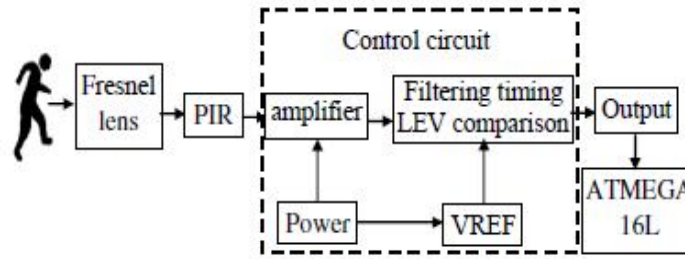 Control circuit
Fresnel
lens
PIR
amplifier
Filtering timing
LEV comparison
Output
Power
VREF
ATMEGA
16L